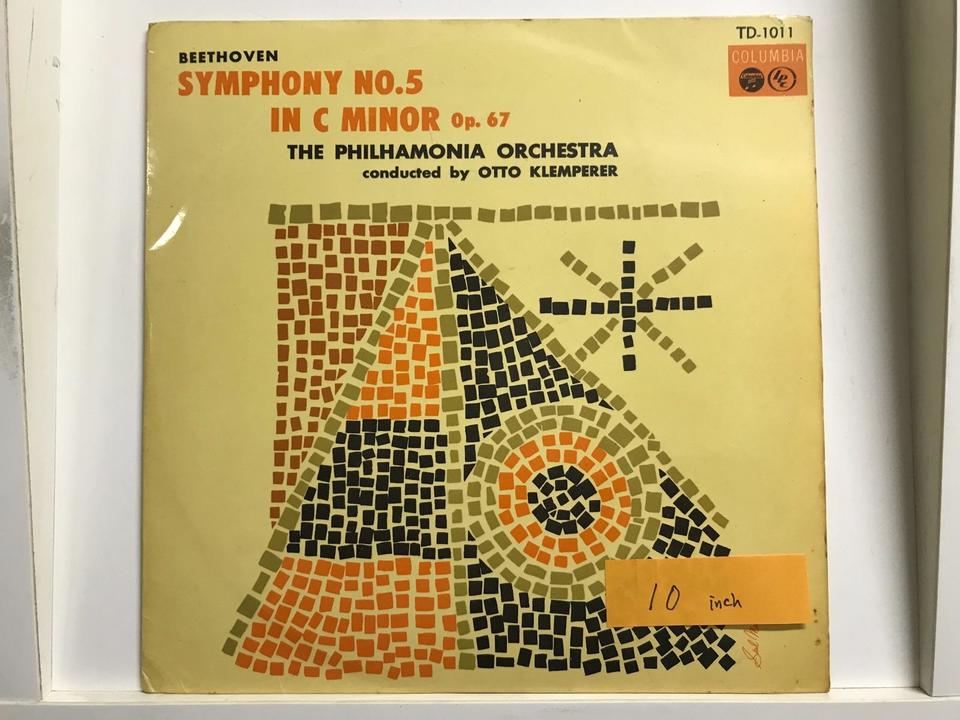 TD-1011
COLUMBIA
BEETHOVEN
SYMPHONY NO.5
IN C MINOR Op. 67
THE PHILHAMONIA ORCHESTRA
conducted by OTTO KLEMPERER
10 inch